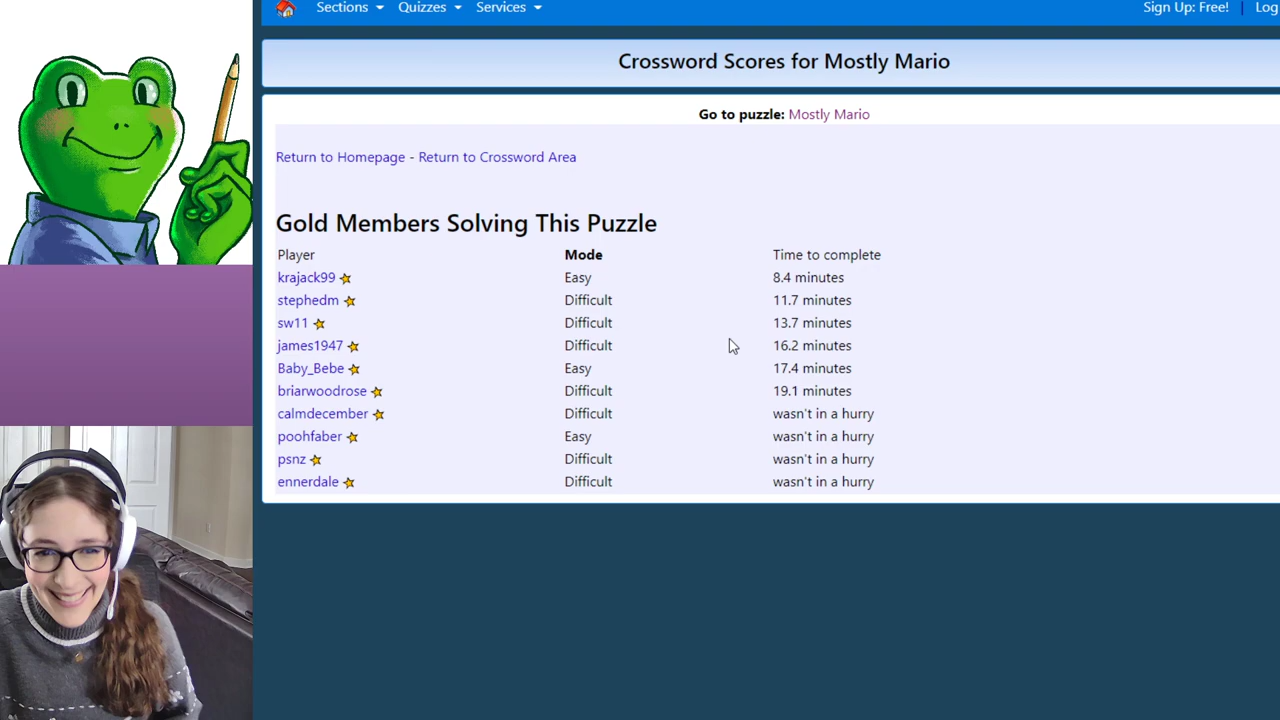 Sections Quizzes Services Sign Up: Free! | Log
Crossword Scores for Mostly Mario
Go to puzzle: Mostly Mario
Return to Homepage - Return to Crossword Area
Gold Members Solving This Puzzle
Player Mode Time to complete
krajack99 Easy 8.4 minutes
stephedm Difficult 11.7 minutes
sw11 Difficult 13.7 minutes
james1947 Difficult 16.2 minutes
Baby_Bebe Easy 17.4 minutes
briarwoodrose Difficult 19.1 minutes
calmdecember Difficult wasn't in a hurry
poohfaber Easy wasn't in a hurry
psnz Difficult wasn't in a hurry
ennerdale Difficult wasn't in a hurry